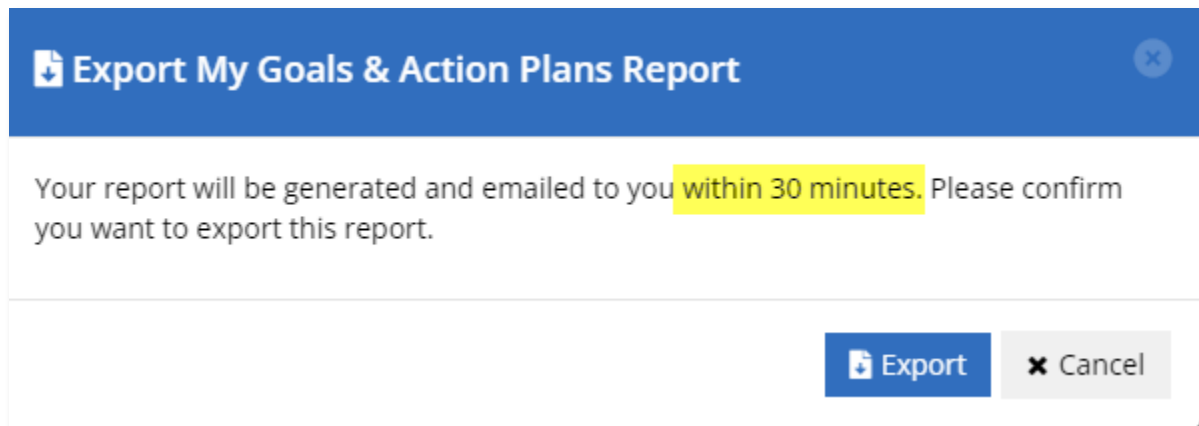 Export My Goals & Action Plans Report
Your report will be generated and emailed to you within 30 minutes. Please confirm
you want to export this report.
Export
Cancel